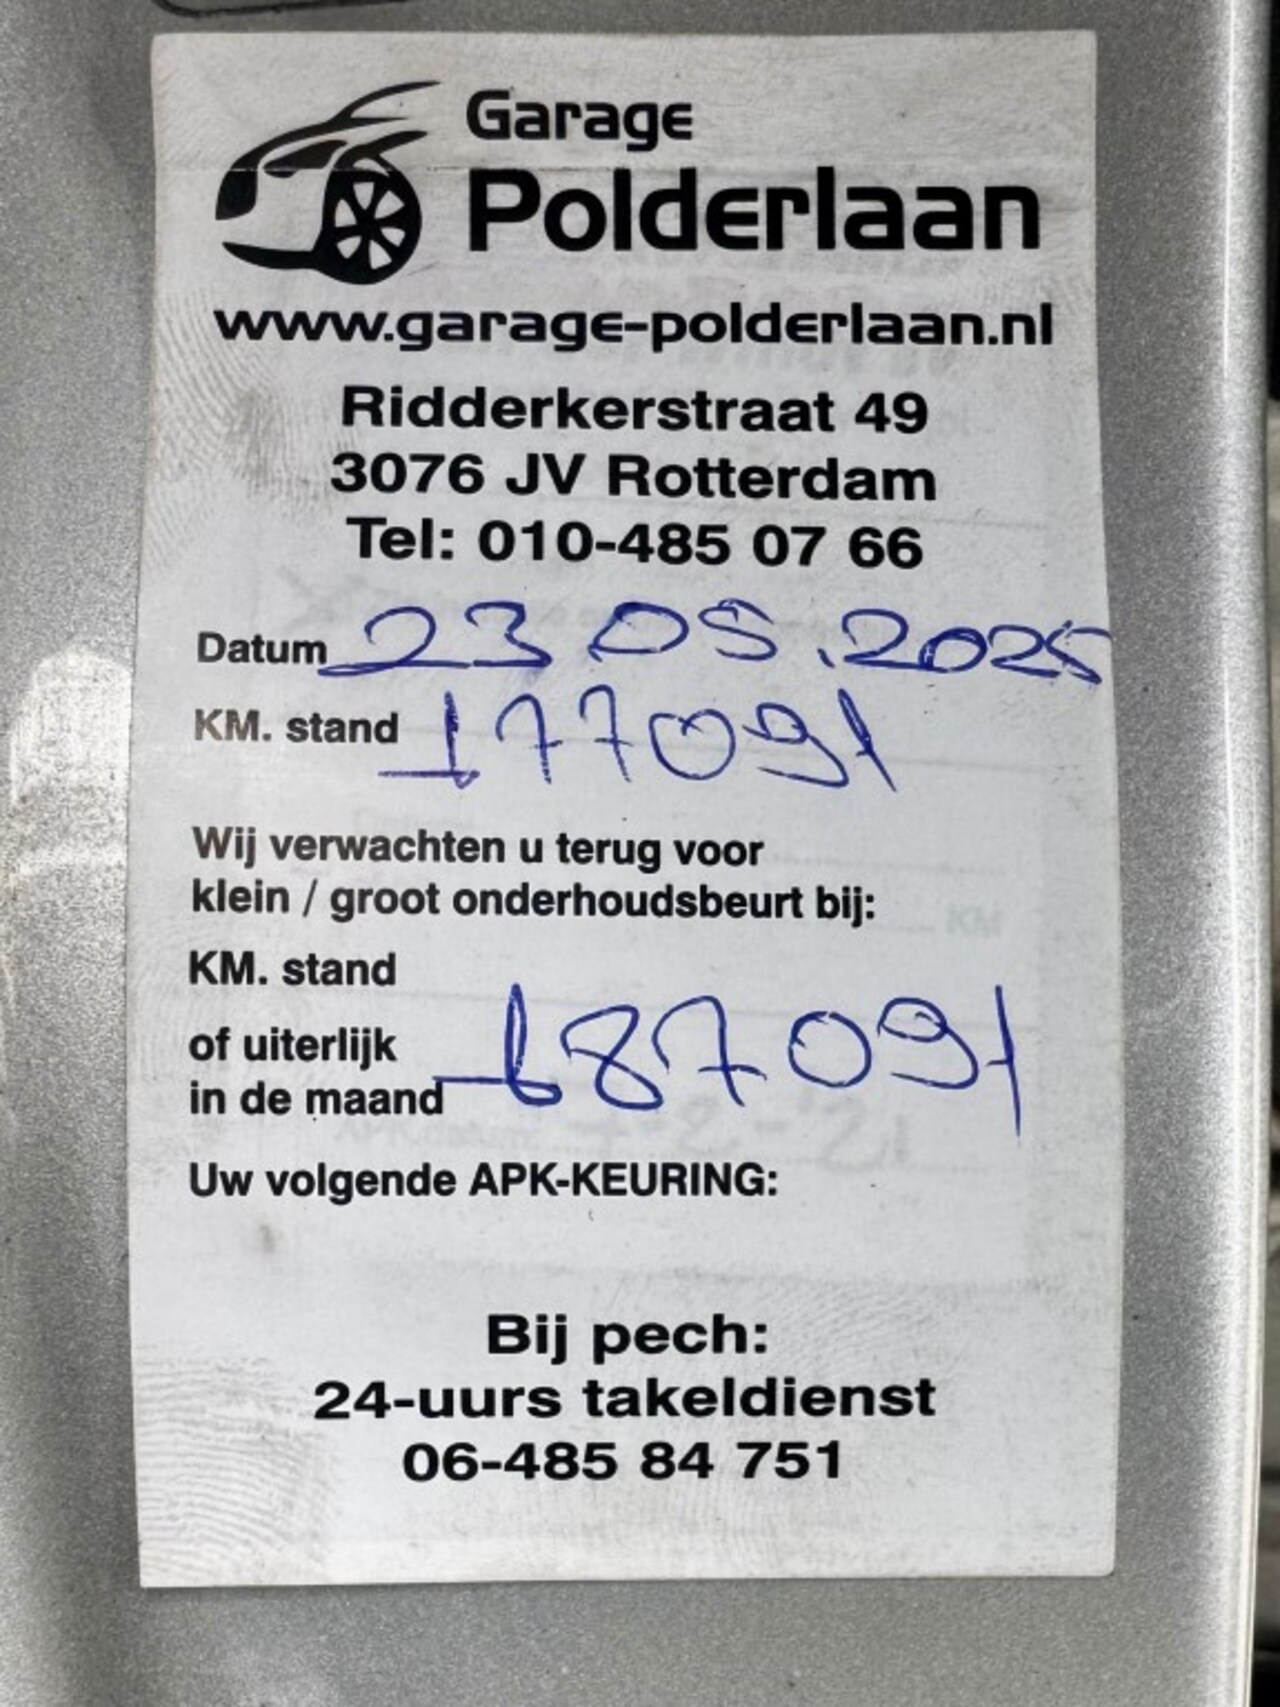 Garage
Polderlaan
www.garage-polderlaan.nl
Ridderkerstraat 49
3076 JV Rotterdam
Tel: 010-485 07 66
Datum 23.05.2025
KM. stand 177091
Wij verwachten u terug voor
klein / groot onderhoudsbeurt bij:
KM. stand
of uiterlijk
in de maand 187091
Uw volgende APK-KEURING:
Bij pech:
24-uurs takeldienst
06-485 84 751